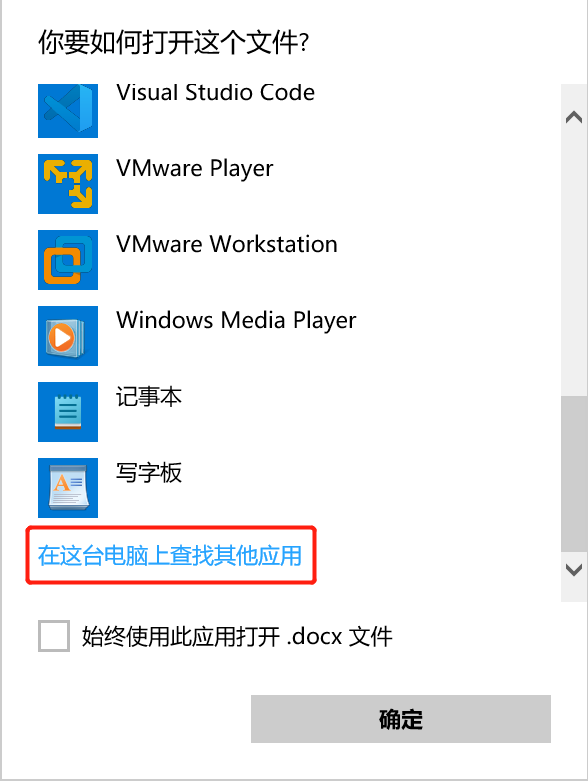 你要如何打开这个文件?
Visual Studio Code
VMware Player
VMware Workstation
Windows Media Player
记事本
写字板
在这台电脑上查找其他应用
始终使用此应用打开 .docx 文件
确定